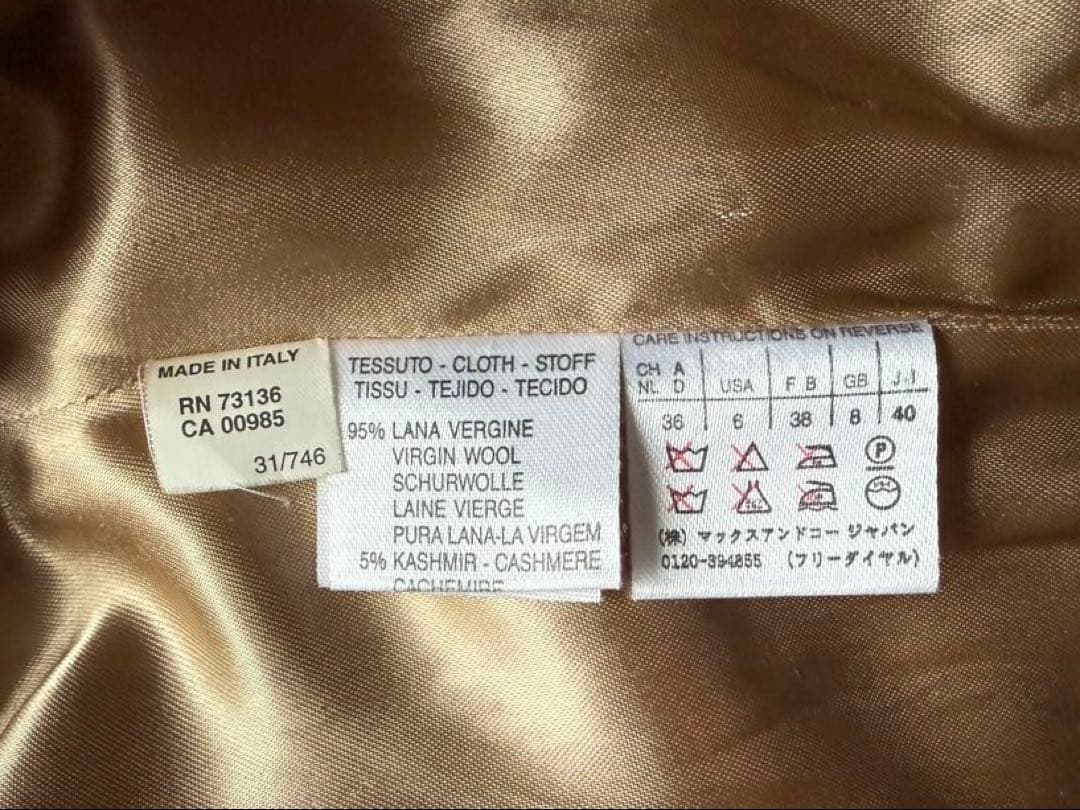 MADE IN ITALY
RN 73136
CA 00985
31/746
TESSUTO - CLOTH - STOFF
TISSU - TEJIDO - TECIDO
95% LANA VERGINE
VIRGIN WOOL
SCHURWOLLE
LAINE VIERGE
PURA LANA-LA VIRGEM
5% KASHMIR - CASHMERE
CACHEMIRE
CARE INSTRUCTIONS ON REVERSE
CH A USA F B GB J-I
NL D
36 6 38 8 40
P
(株) マックスアンドコー ジャパン
0120-394855 (フリーダイヤル)